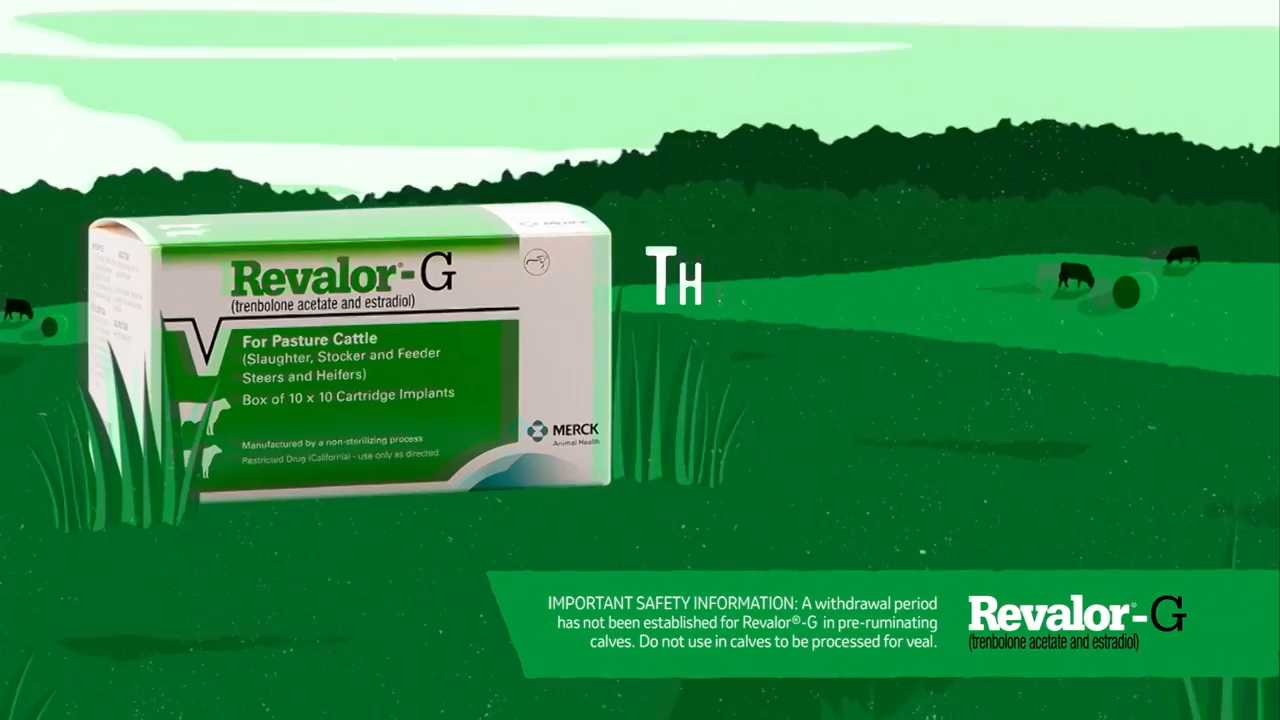 MERCK
Revalor®-G
(trenbolone acetate and estradiol)
For Pasture Cattle
(Slaughter, Stocker and Feeder
Steers and Heifers)
Box of 10 x 10 Cartridge Implants
Manufactured by a non-sterilizing process
Restricted Drug (California) - use only as directed.
MERCK
Animal Health
TH
IMPORTANT SAFETY INFORMATION: A withdrawal period
has not been established for Revalor®-G in pre-ruminating
calves. Do not use in calves to be processed for veal.
Revalor®-G
(trenbolone acetate and estradiol)